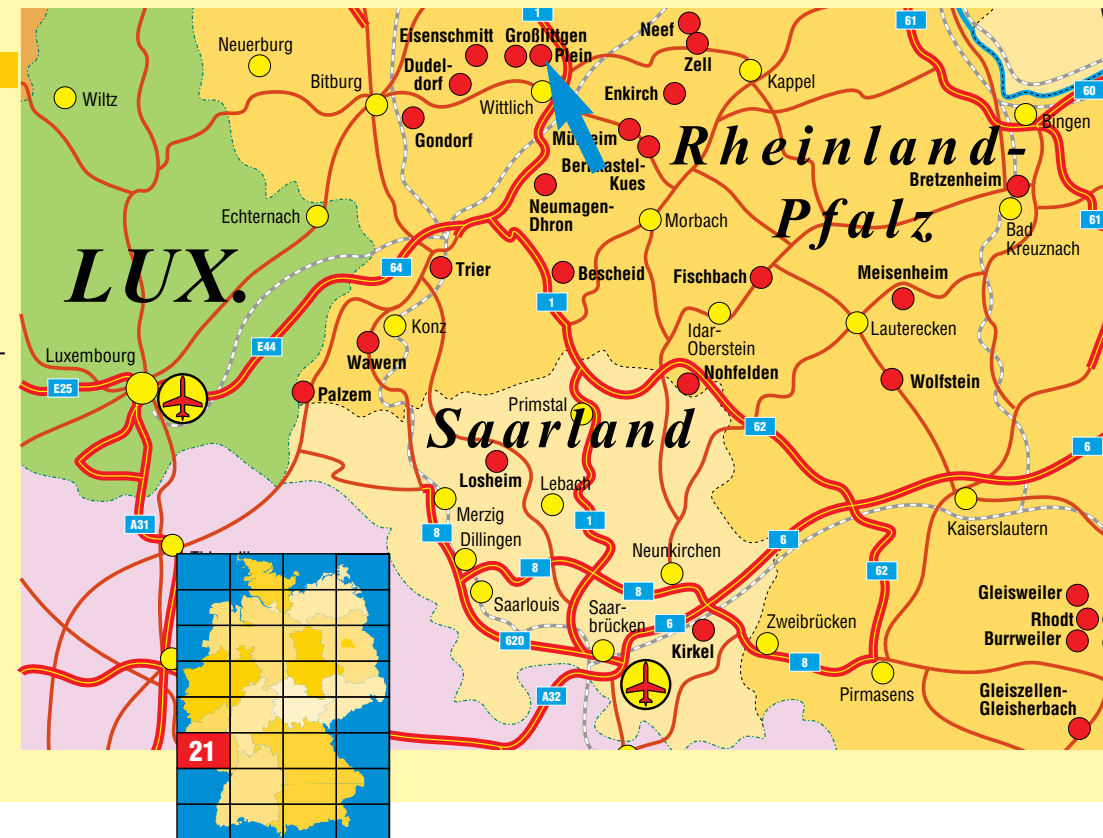 1
61
Neef
Eisenschmitt
Großlittgen
Neuerburg
Plein
Zell
Dudel-
dorf
Kappel
Bitburg
Wiltz
Enkirch
60
Wittlich
Bingen
Gondorf
Rheinland-
Pfalz
Kues
Bretzenheim
Neumagen-
Dhron
Echternach
Morbach
61
Bad
Kreuznach
LUX.
64
Trier
Bescheid
Fischbach
Meisenheim
1
Konz
Idar-
Oberstein
Lauterecken
E44
Luxembourg
Wawern
Nohfelden
E25
Palzem
Wolfstein
Primstal
Saarland
62
6
Losheim
Lebach
Merzig
A31
1
Kaiserslautern
8
Dillingen
6
Neunkirchen
8
62
8
Gleisweiler
Saarlouis
Saar-
brücken
Rhodt
6
Zweibrücken
Burrweiler
620
Kirkel
8
A32
Pirmasens
Gleiszellen-
Gleisherbach
21